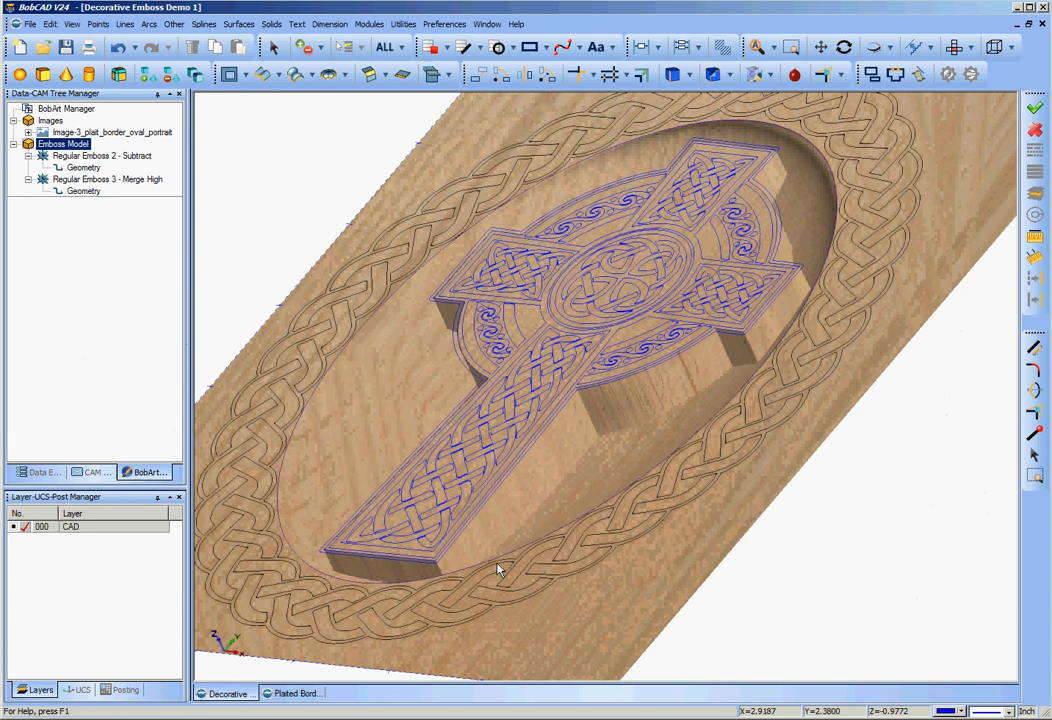 BobCAD V24 - [Decorative Emboss Demo 1]
File Edit View Points Lines Arcs Other Splines Surfaces Solids Text Dimension Modules Utilities Preferences Window Help
ALL Aa
Data-CAM Tree Manager
BobArt Manager
Images
Image-3_plait_border_oval_portrait
Emboss Model
Regular Emboss 2 - Subtract
Geometry
Regular Emboss 3 - Merge High
Geometry
Data E... CAM ... BobArt...
Layer-UCS-Post Manager
No. Layer
000 CAD
Z Y X
Layers UCS Posting
Decorative ... Plaited Bord...
For Help, press F1 X=2.9187 Y=2.3800 Z=-0.9772 Inch